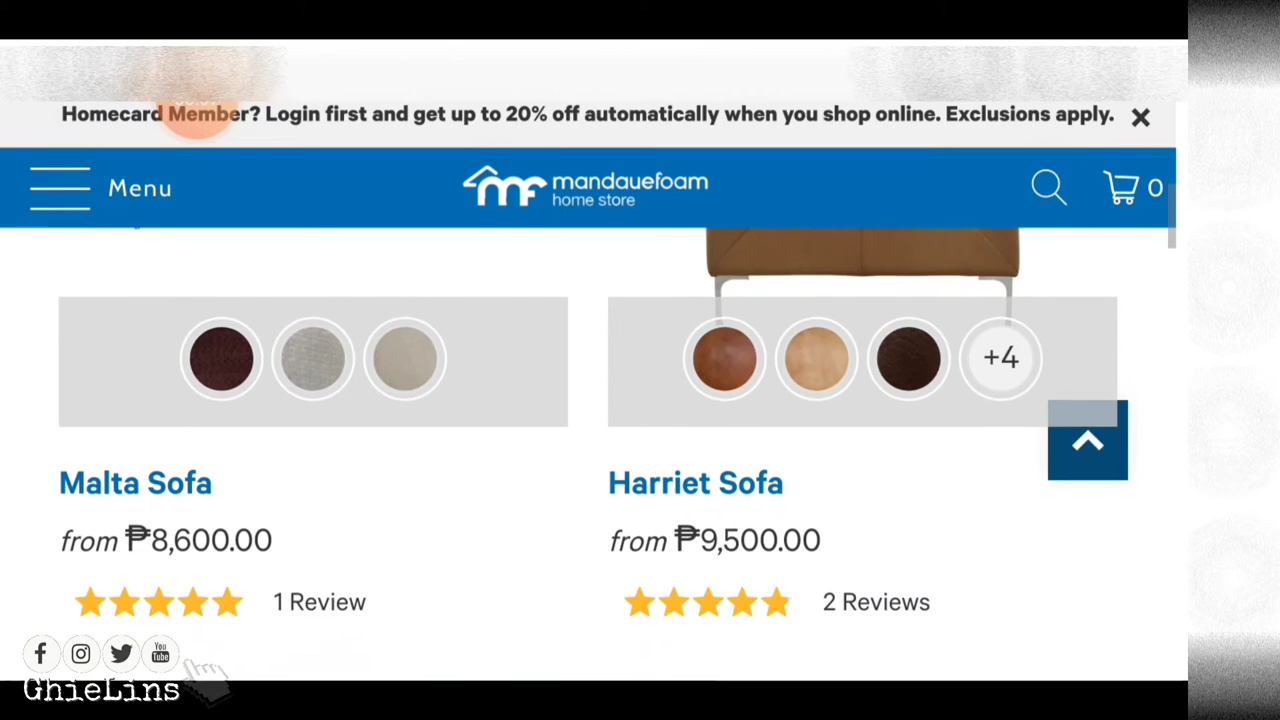 Homecard Member? Login first and get up to 20% off automatically when you shop online. Exclusions apply.
Menu
mandauefoam
home store
0
+4
Malta Sofa
Harriet Sofa
from ₱8,600.00
from ₱9,500.00
1 Review
2 Reviews
You
Tube
GhieLins